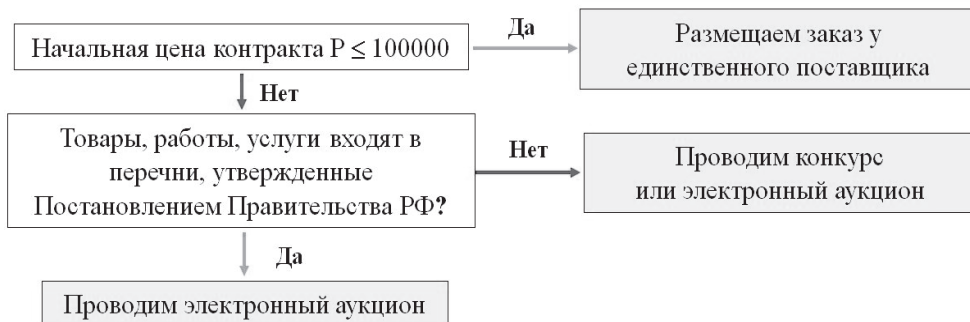 Начальная цена контракта P ≤ 100000
Да
Размещаем заказ у
единственного поставщика
Нет
Товары, работы, услуги входят в
перечни, утвержденные
Постановлением Правительства РФ?
Нет
Проводим конкурс
или электронный аукцион
Да
Проводим электронный аукцион